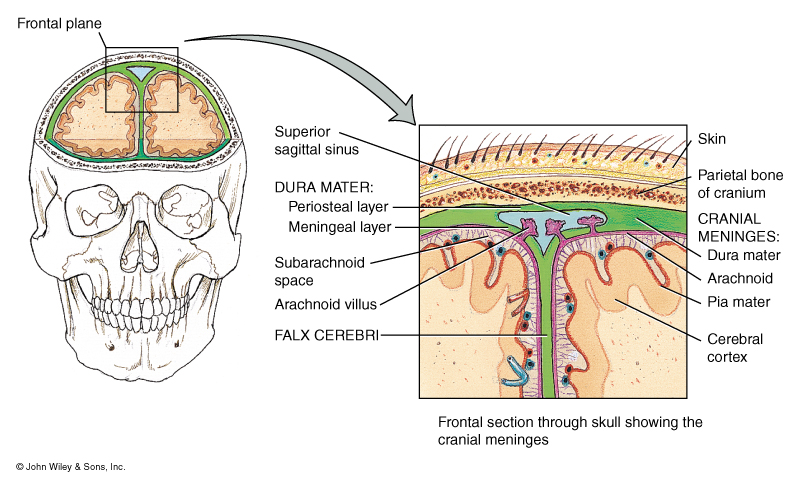 Frontal plane
Superior
sagittal sinus
DURA MATER:
Periosteal layer
Meningeal layer
Subarachnoid
space
Arachnoid villus
FALX CEREBRI
Skin
Parietal bone
of cranium
CRANIAL
MENINGES:
Dura mater
Arachnoid
Pia mater
Cerebral
cortex
Frontal section through skull showing the
cranial meninges
© John Wiley & Sons, Inc.